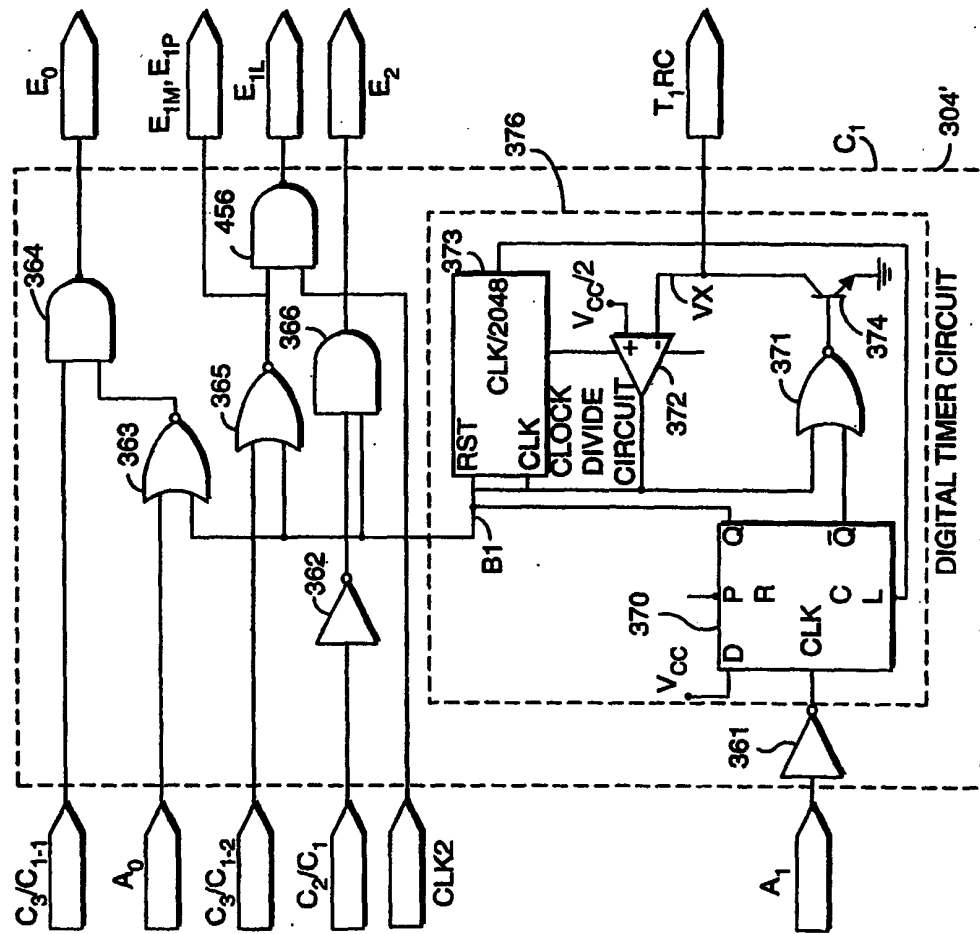 C₃/C₁₋₁
A₀
C₃/C₁₋₂
C₂/C₁
CLK2
A₁
E₀
E₁M, E₁P
E₁L
E₂
T₁RC
364
363
365
456
366
362
376
373
RST
CLK/2048
CLK
CLOCK
DIVIDE
CIRCUIT
V_CC/2
+
-
372
VX
B1
371
374
370
V_CC
D
P
Q
R
Q̅
CLK
C
L
361
C₁
304'
DIGITAL TIMER CIRCUIT